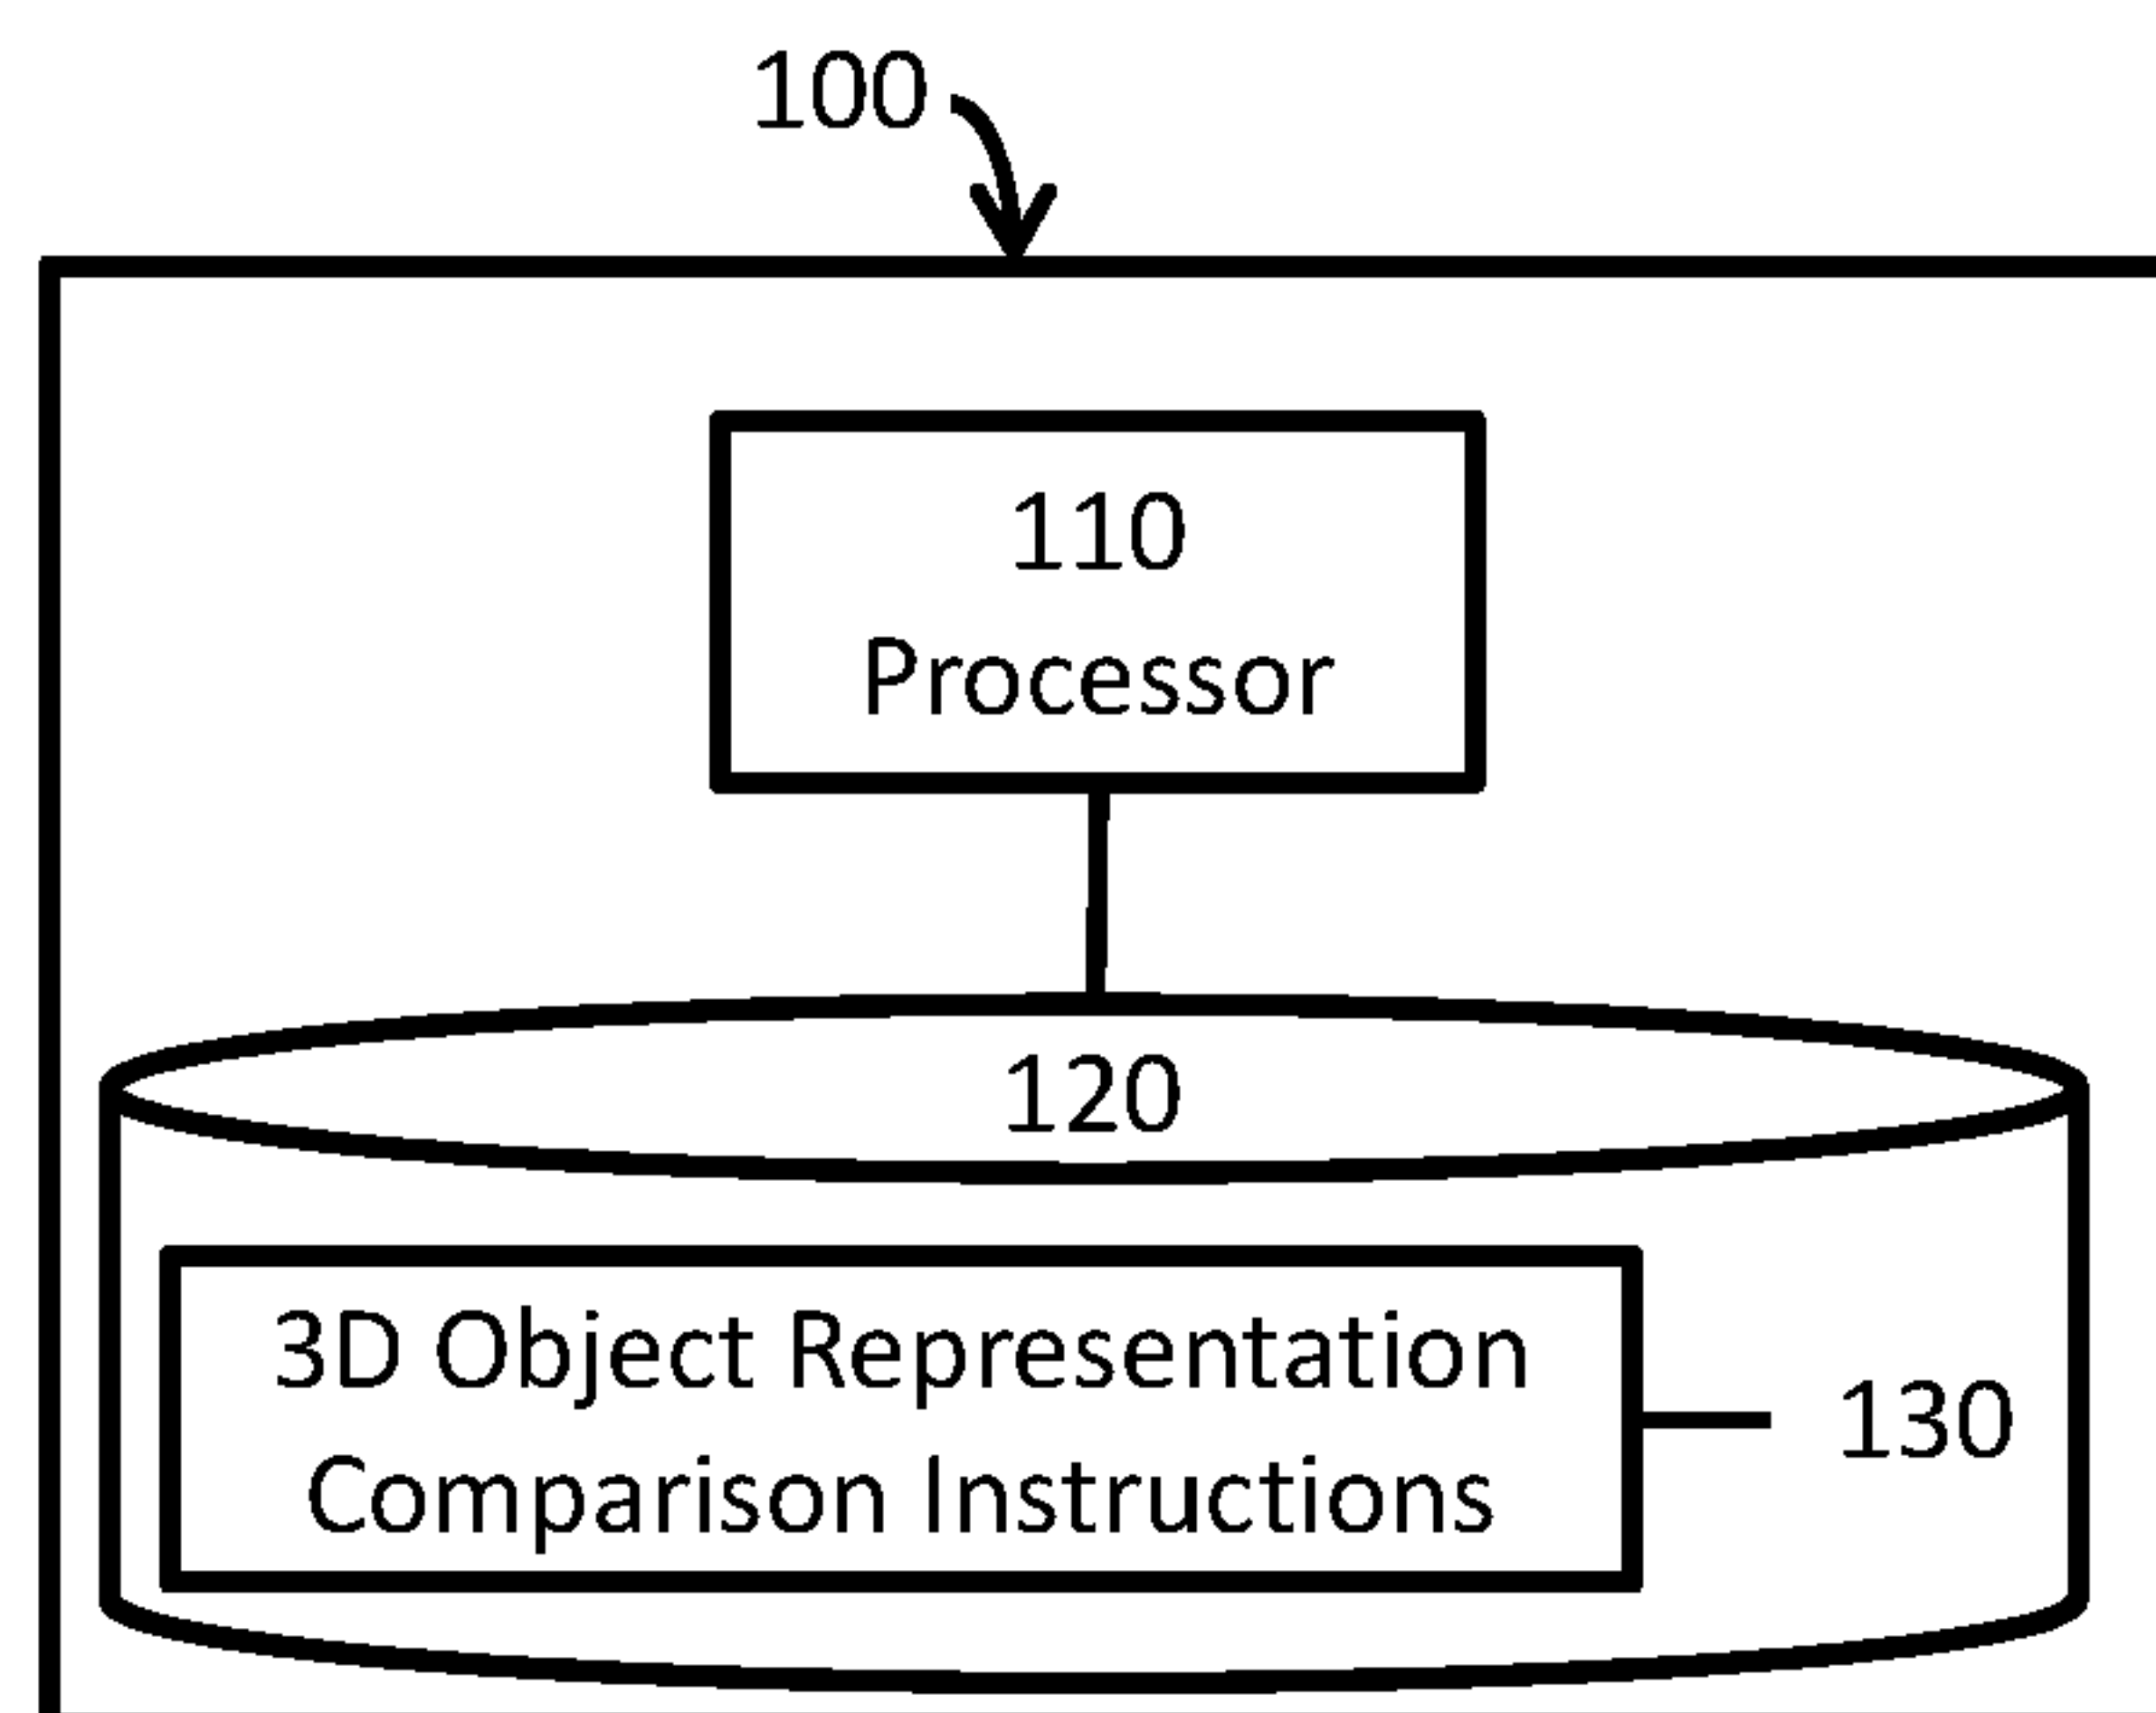 100
110
Processor
120
3D Object Representation
Comparison Instructions
130